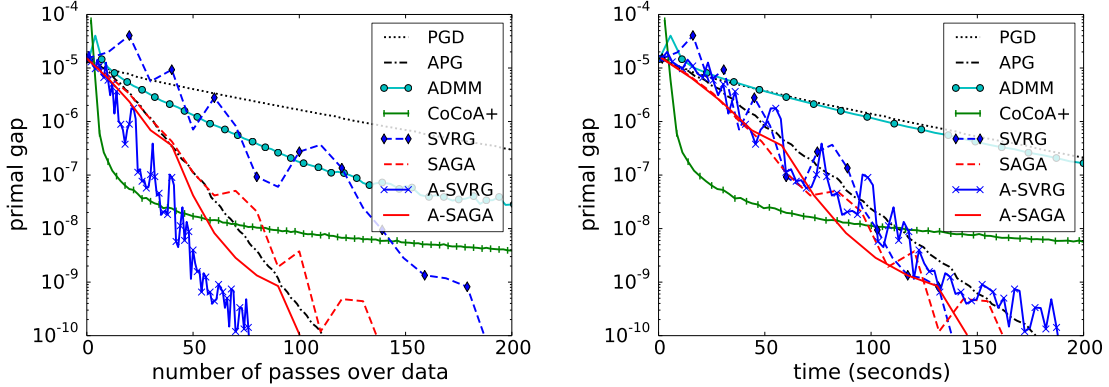 10⁻⁴
10⁻⁵
10⁻⁶
10⁻⁷
10⁻⁸
10⁻⁹
10⁻¹⁰
primal gap
0
50
100
150
200
number of passes over data
PGD
APG
ADMM
CoCoA+
SVRG
SAGA
A-SVRG
A-SAGA
10⁻⁴
10⁻⁵
10⁻⁶
10⁻⁷
10⁻⁸
10⁻⁹
10⁻¹⁰
primal gap
0
50
100
150
200
time (seconds)
PGD
APG
ADMM
CoCoA+
SVRG
SAGA
A-SVRG
A-SAGA